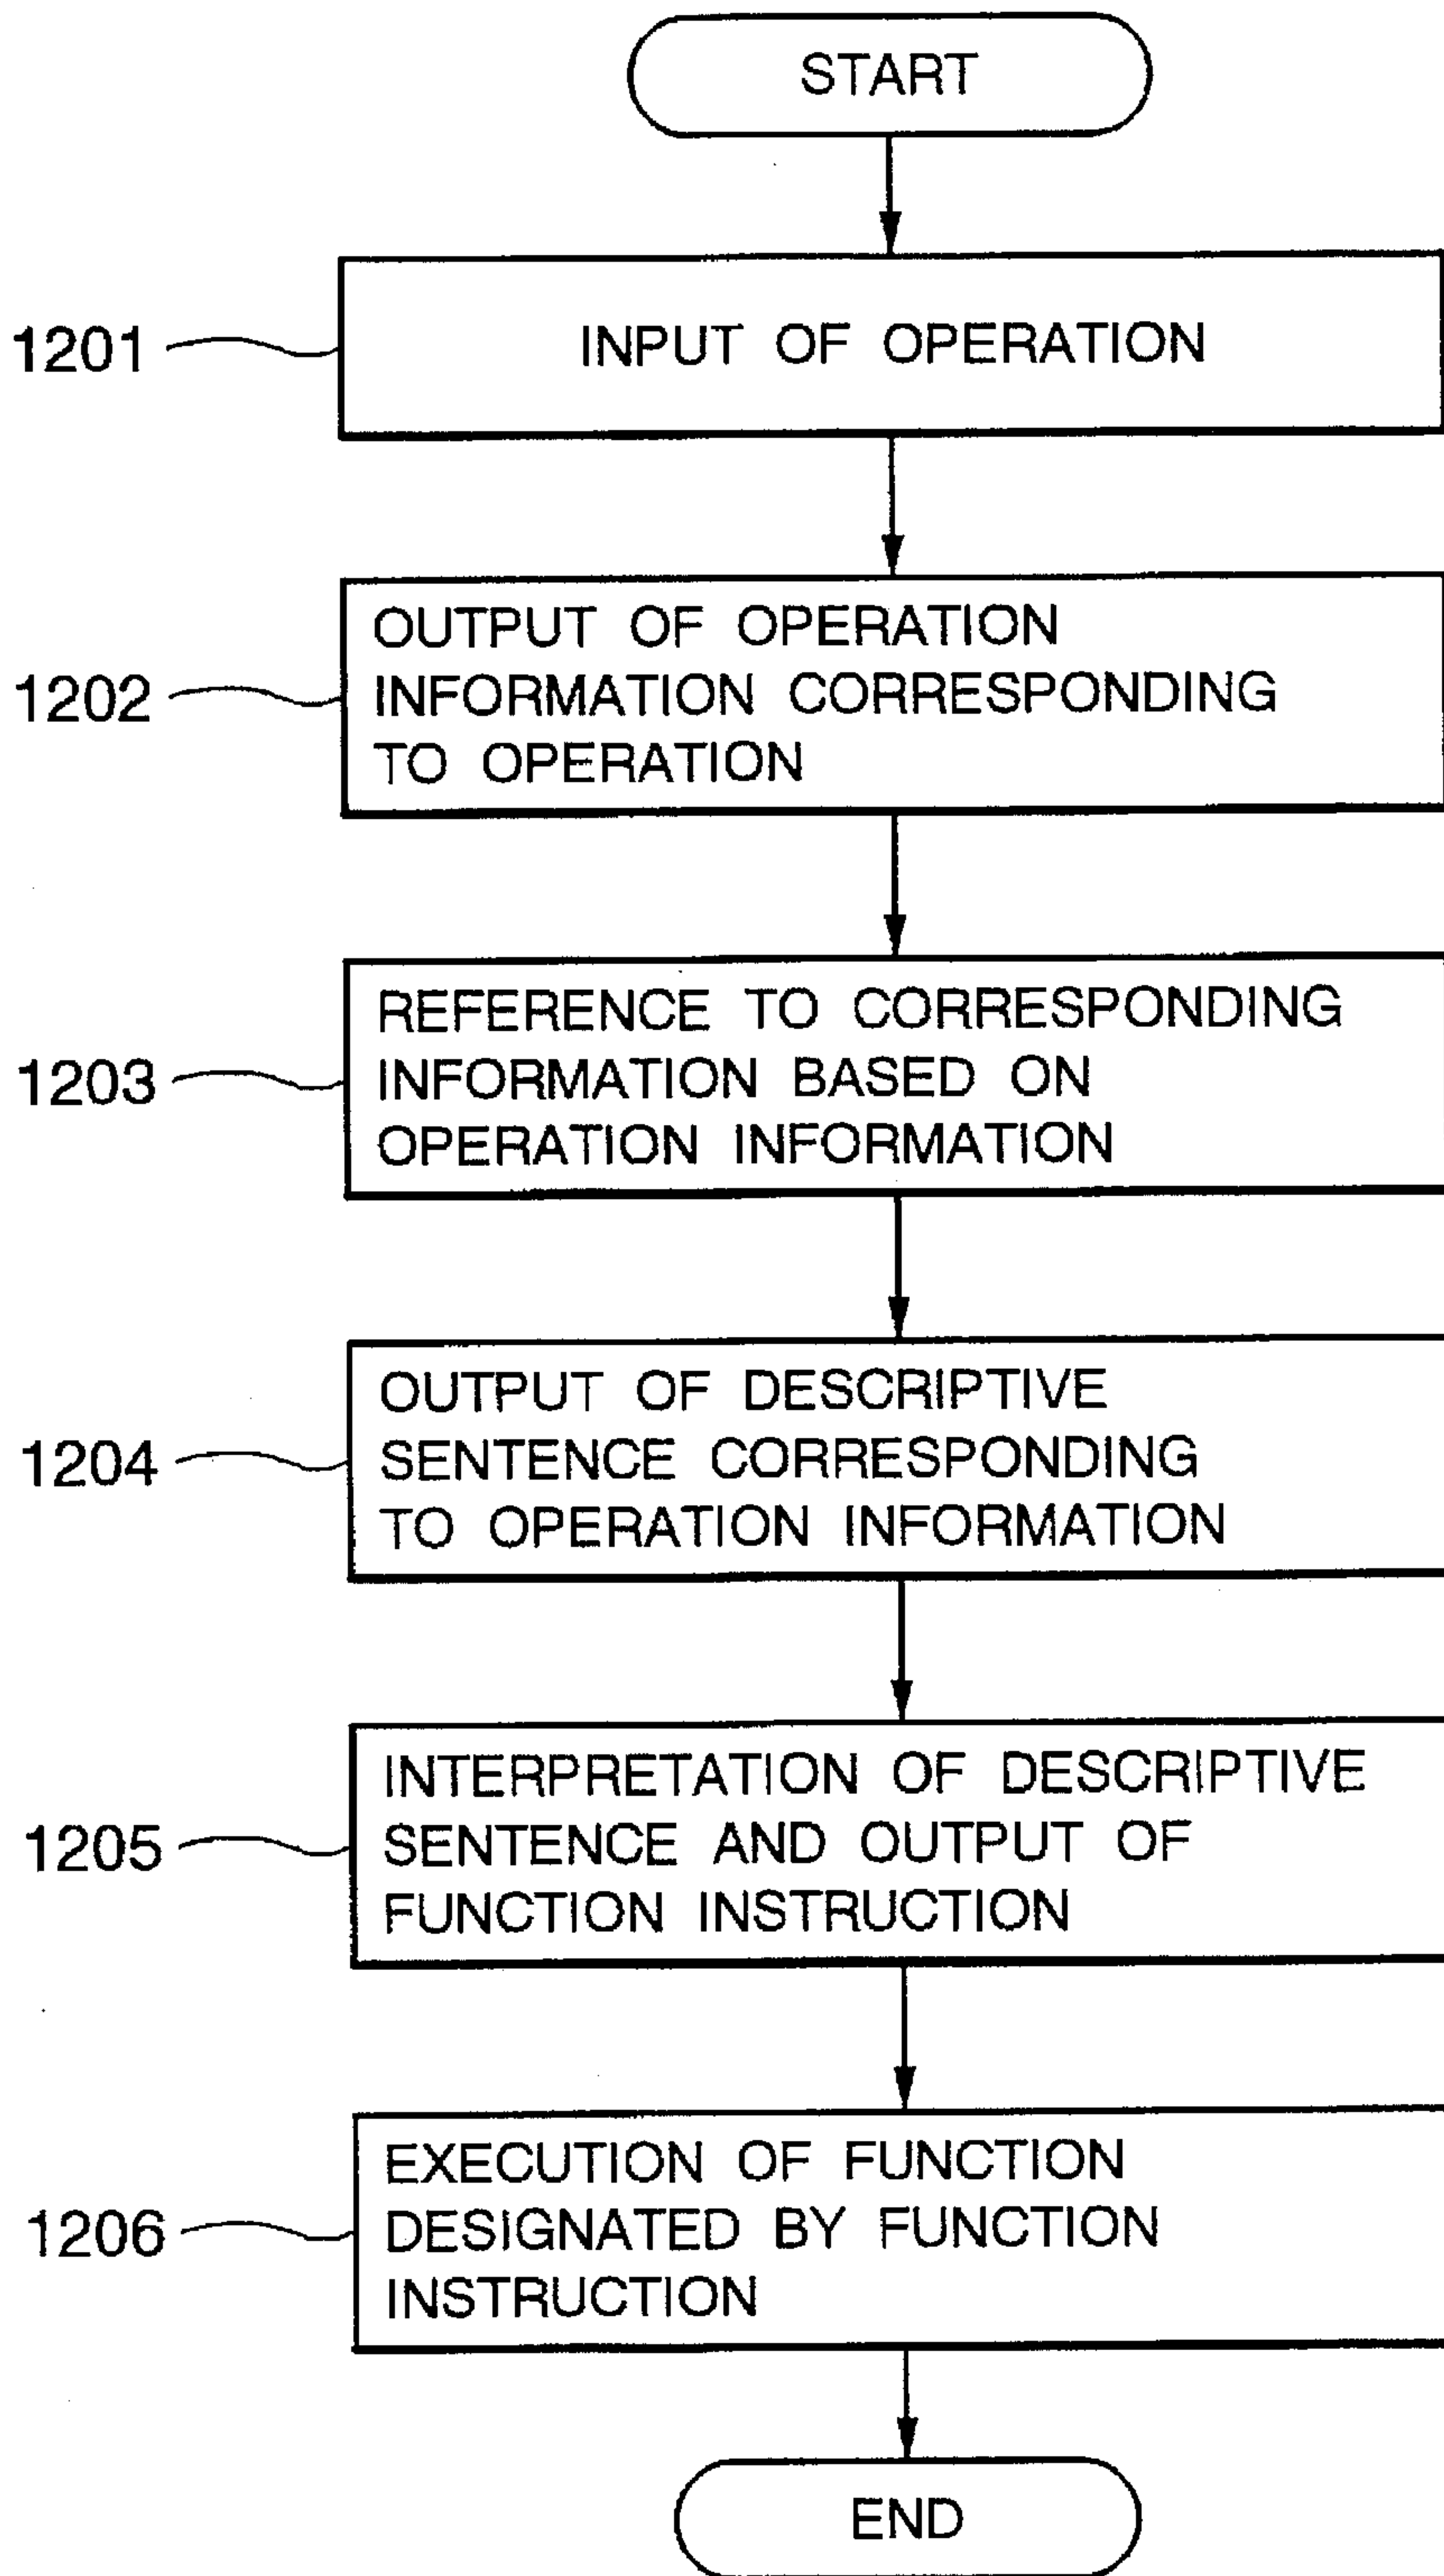 START
1201
INPUT OF OPERATION
1202
OUTPUT OF OPERATION
INFORMATION CORRESPONDING
TO OPERATION
1203
REFERENCE TO CORRESPONDING
INFORMATION BASED ON
OPERATION INFORMATION
1204
OUTPUT OF DESCRIPTIVE
SENTENCE CORRESPONDING
TO OPERATION INFORMATION
1205
INTERPRETATION OF DESCRIPTIVE
SENTENCE AND OUTPUT OF
FUNCTION INSTRUCTION
1206
EXECUTION OF FUNCTION
DESIGNATED BY FUNCTION
INSTRUCTION
END